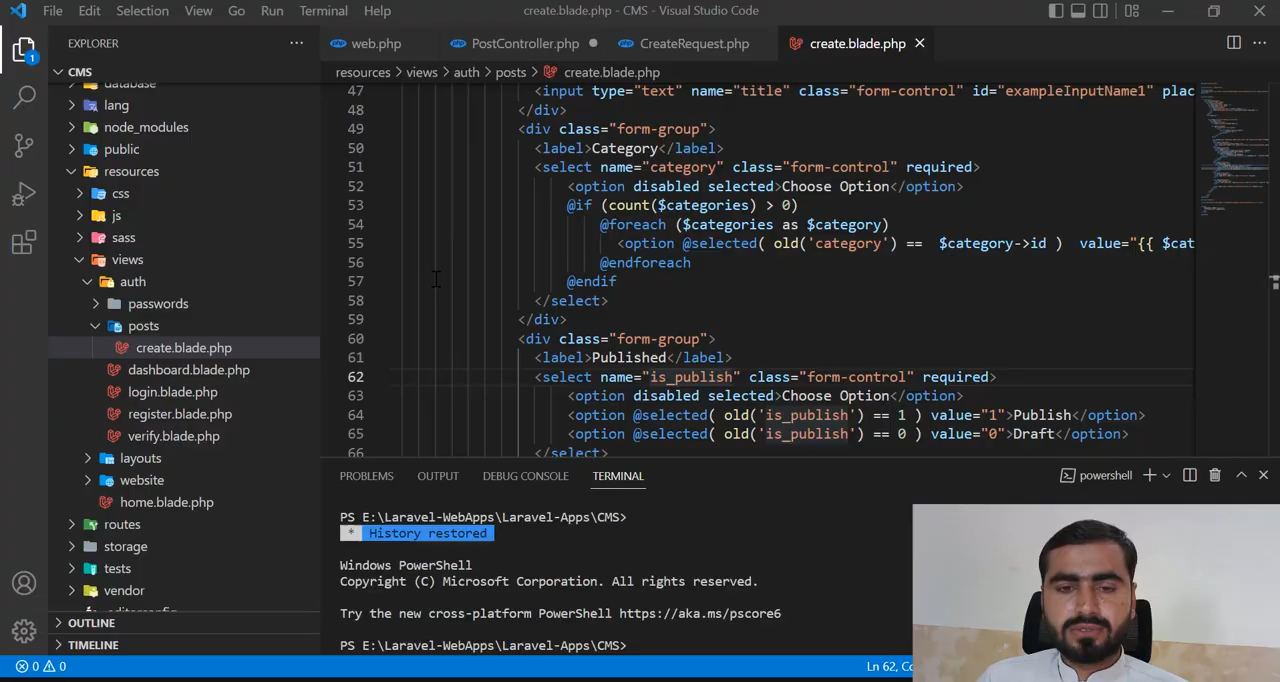 File Edit Selection View Go Run Terminal Help create.blade.php - CMS - Visual Studio Code
EXPLORER
web.php
PostController.php
CreateRequest.php
create.blade.php
CMS
resources > views > auth > posts > create.blade.php
database
lang
node_modules
public
resources
css
js
sass
views
auth
passwords
posts
create.blade.php
dashboard.blade.php
login.blade.php
register.blade.php
verify.blade.php
layouts
website
home.blade.php
routes
storage
tests
vendor
.editorconfig
OUTLINE
TIMELINE
47 <input type="text" name="title" class="form-control" id="exampleInputName1" plac
48 </div>
49 <div class="form-group">
50 <label>Category</label>
51 <select name="category" class="form-control" required>
52 <option disabled selected>Choose Option</option>
53 @if (count($categories) > 0)
54 @foreach ($categories as $category)
55 <option @selected( old('category') == $category->id ) value="{{ $cat
56 @endforeach
57 @endif
58 </select>
59 </div>
60 <div class="form-group">
61 <label>Published</label>
62 <select name="is_publish" class="form-control" required>
63 <option disabled selected>Choose Option</option>
64 <option @selected( old('is_publish') == 1 ) value="1">Publish</option>
65 <option @selected( old('is_publish') == 0 ) value="0">Draft</option>
66 </select>
PROBLEMS OUTPUT DEBUG CONSOLE TERMINAL
powershell
PS E:\Laravel-WebApps\Laravel-Apps\CMS>
* History restored
Windows PowerShell
Copyright (C) Microsoft Corporation. All rights reserved.
Try the new cross-platform PowerShell https://aka.ms/pscore6
PS E:\Laravel-WebApps\Laravel-Apps\CMS>
1
0 0
Ln 62,